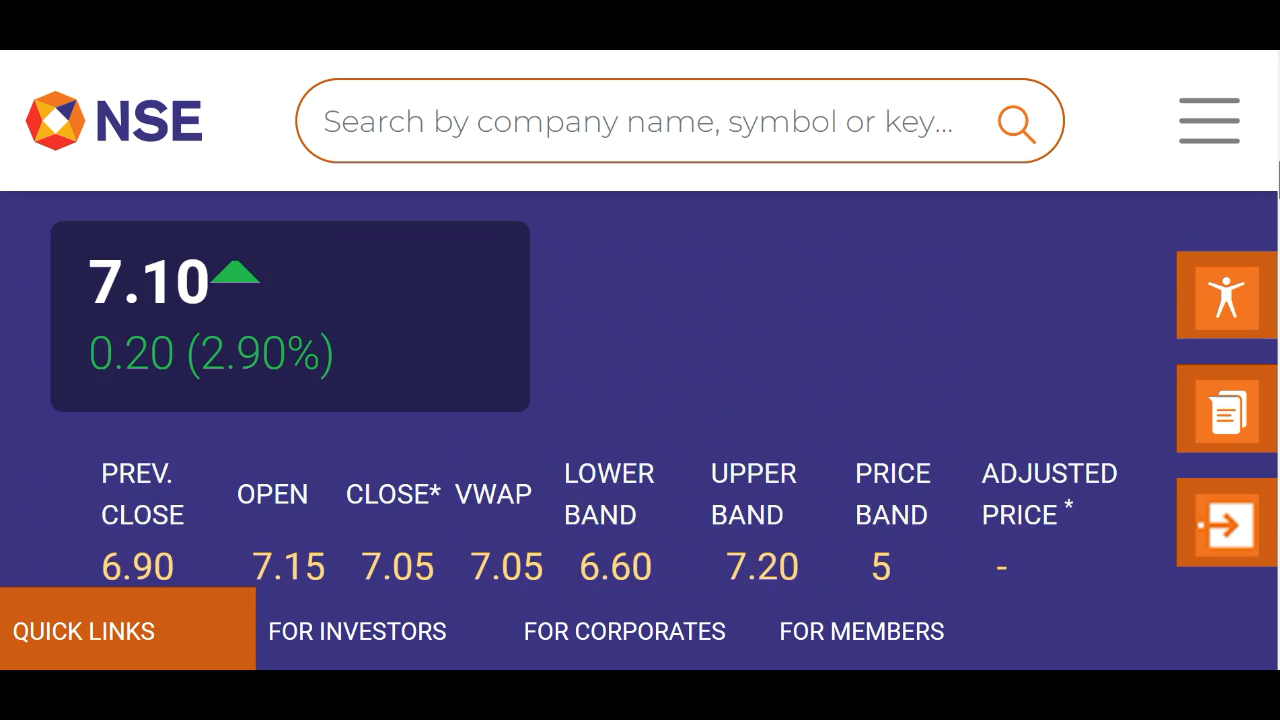 NSE
Search by company name, symbol or key...
7.10
0.20 (2.90%)
PREV. CLOSE OPEN CLOSE* VWAP LOWER BAND UPPER BAND PRICE BAND ADJUSTED PRICE *
6.90 7.15 7.05 7.05 6.60 7.20 5 -
QUICK LINKS FOR INVESTORS FOR CORPORATES FOR MEMBERS